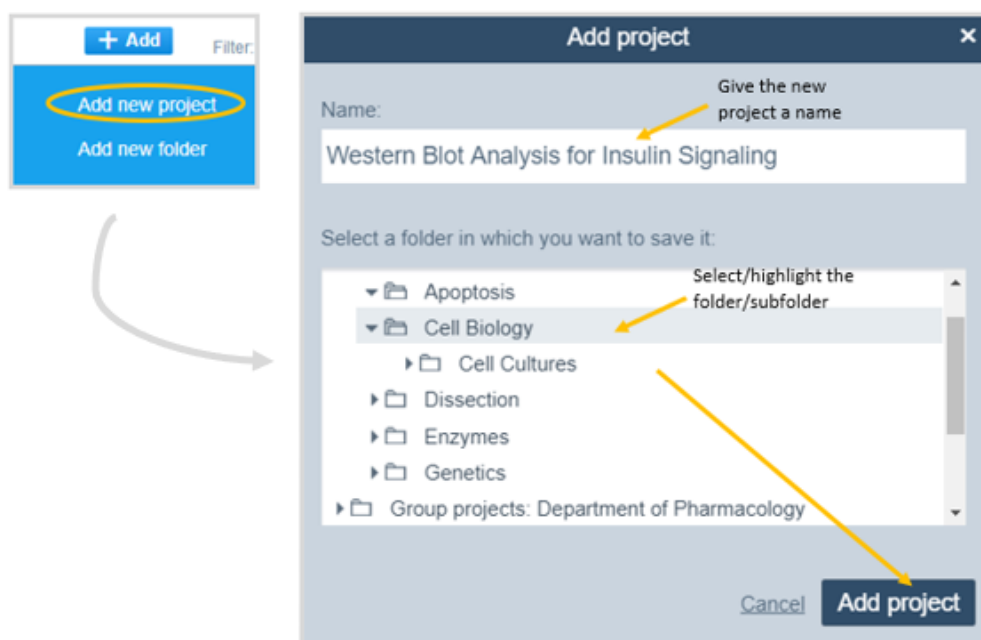 + Add
Filter:
Add new project
Add new folder
Add project
×
Name:
Give the new
project a name
Western Blot Analysis for Insulin Signaling
Select a folder in which you want to save it:
Select/highlight the
folder/subfolder
Apoptosis
Cell Biology
Cell Cultures
Dissection
Enzymes
Genetics
Group projects: Department of Pharmacology
Cancel
Add project